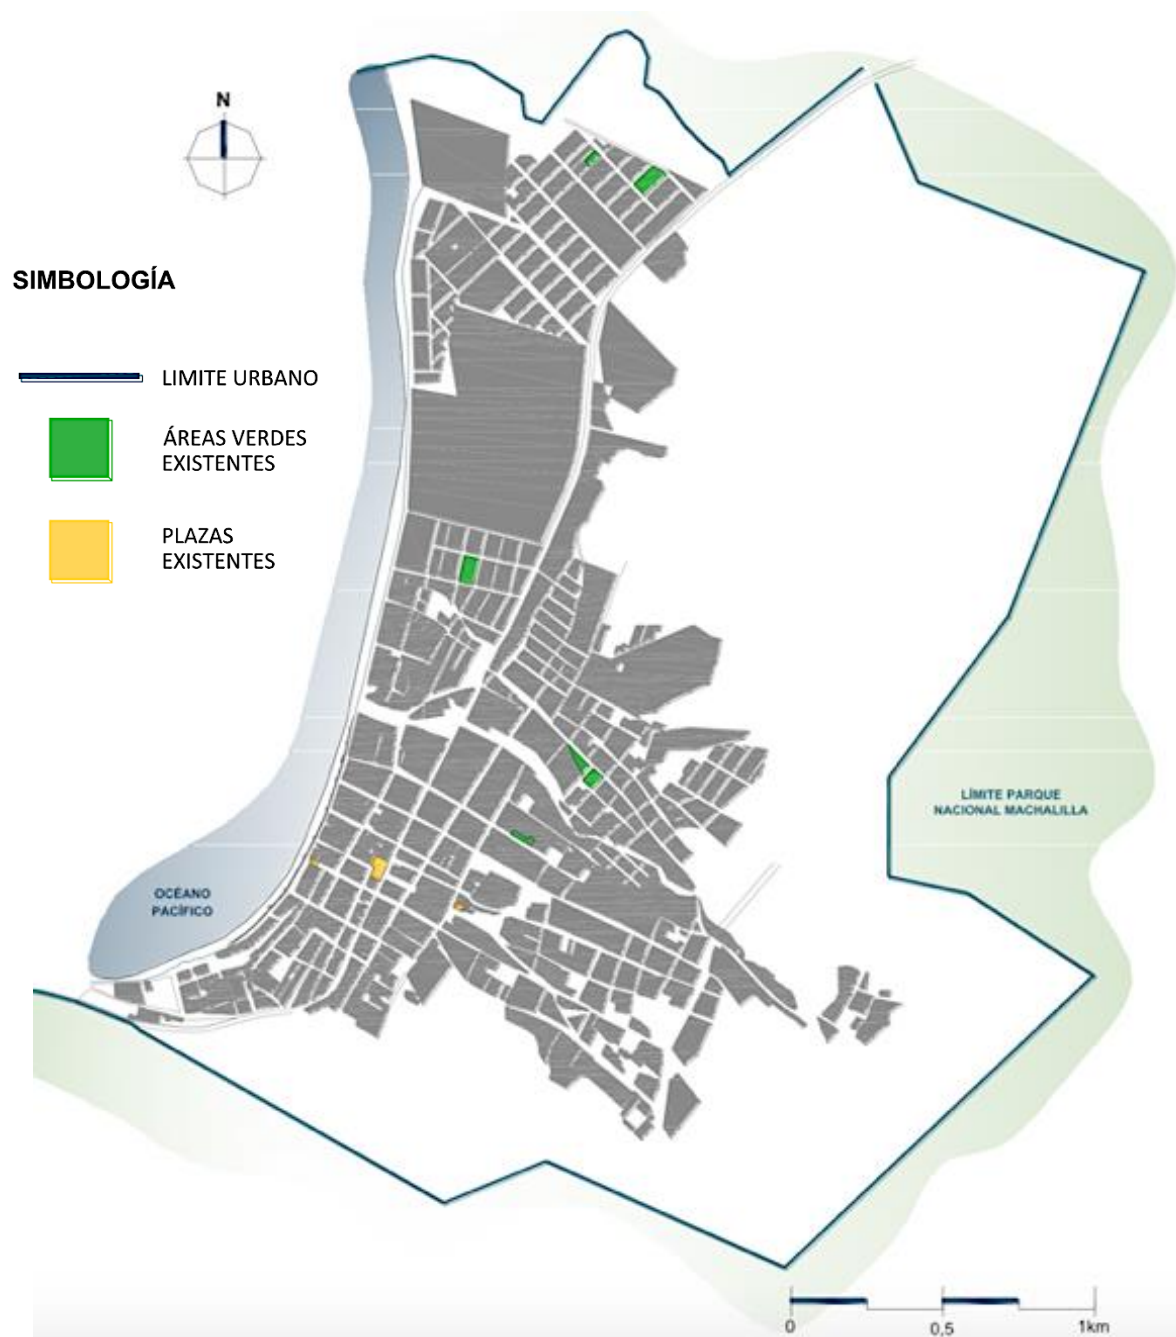 N
SIMBOLOGÍA
LIMITE URBANO
ÁREAS VERDES
EXISTENTES
PLAZAS
EXISTENTES
LÍMITE PARQUE
NACIONAL MACHALILLA
OCÉANO
PACÍFICO
0 0,5 1km